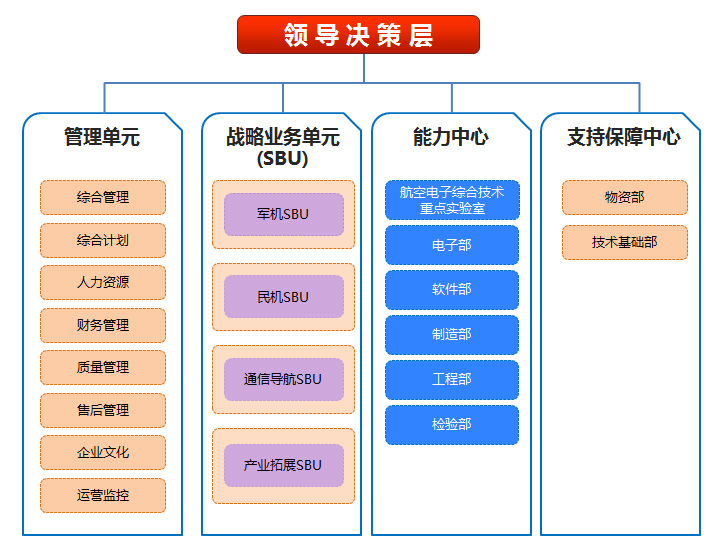 领导决策层
管理单元
综合管理
综合计划
人力资源
财务管理
质量管理
售后管理
企业文化
运营监控
战略业务单元
(SBU)
军机SBU
民机SBU
通信导航SBU
产业拓展SBU
能力中心
航空电子综合技术
重点实验室
电子部
软件部
制造部
工程部
检验部
支持保障中心
物资部
技术基础部